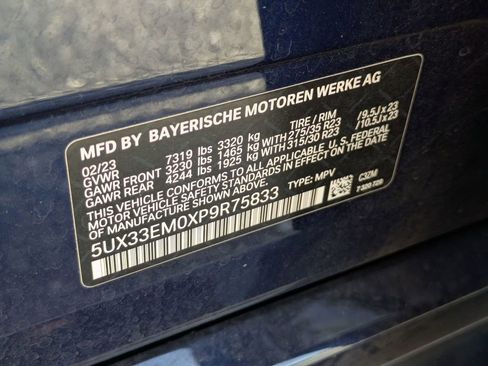 MFD BY BAYERISCHE MOTOREN WERKE AG
02/23 TIRE / RIM
GVWR 7319 lbs 3320 kg
GAWR FRONT 3230 lbs 1465 kg with 275/35 R23 /9.5J x 23
GAWR REAR 4244 lbs 1925 kg with 315/30 R23 /10.5J x 23
THIS VEHICLE CONFORMS TO ALL APPLICABLE U.S. FEDERAL
MOTOR VEHICLE SAFETY STANDARDS IN EFFECT ON THE
DATE OF MANUFACTURE SHOWN ABOVE.
5UX33EM0XP9R75833 TYPE: MPV C3ZM